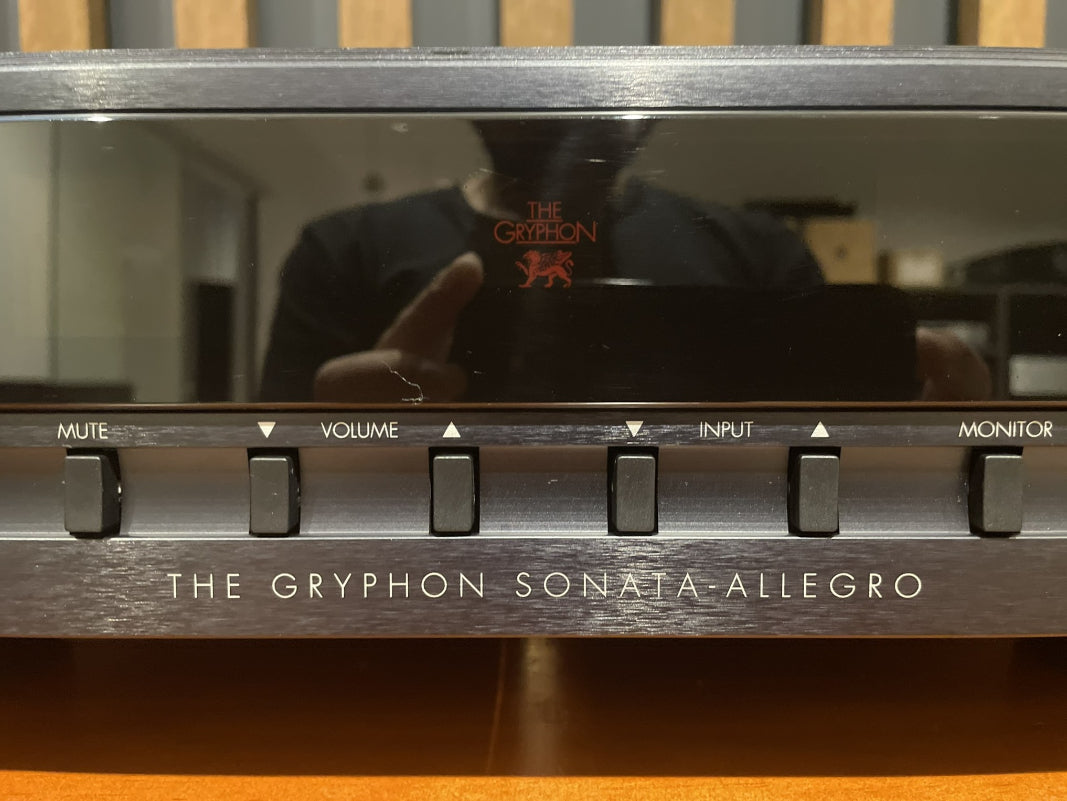 THE
GRYPHON
MUTE ▼ VOLUME ▲ ▼ INPUT ▲ MONITOR
THE GRYPHON SONATA-ALLEGRO